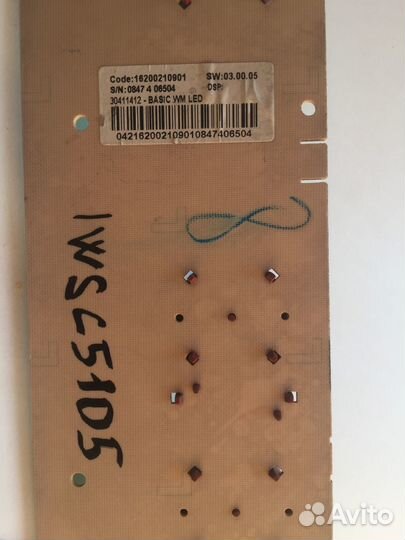 Code:16200210901 SW:03.00.05
S/N:0847 4 06504 DSP:
30411412 - BASIC WM LED
042162002109010847406504
IWSC5105
Avito